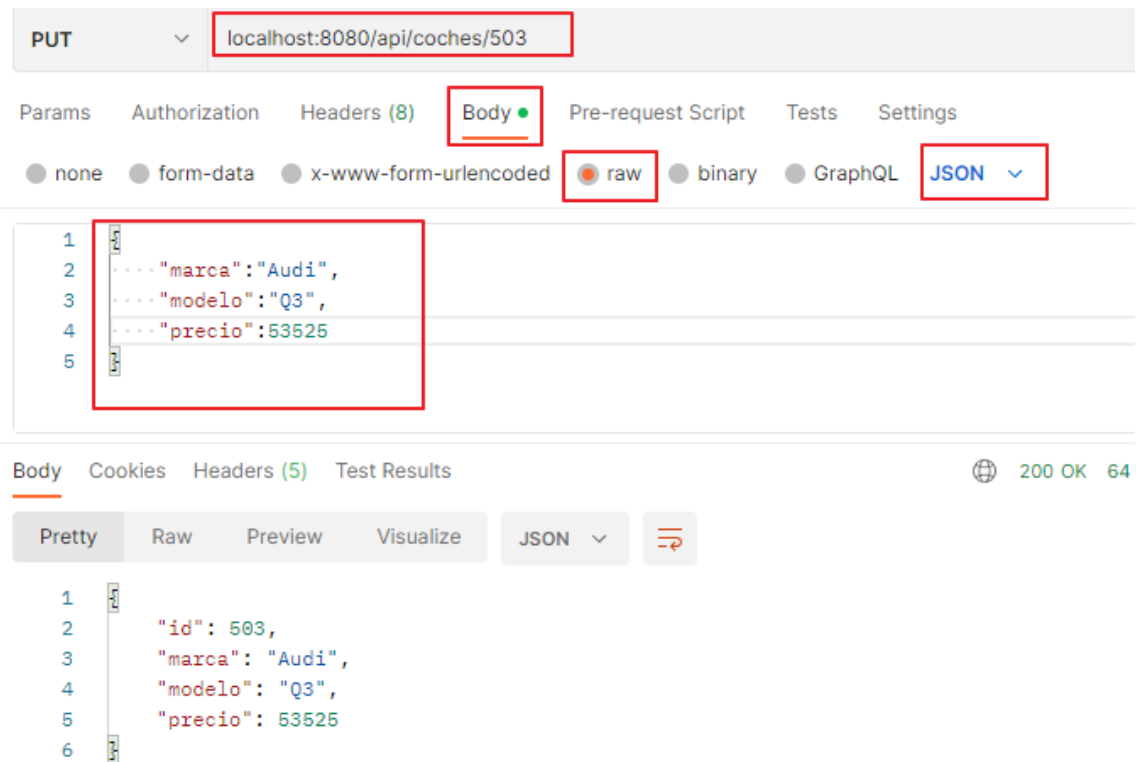 PUT localhost:8080/api/coches/503
Params Authorization Headers (8) Body Pre-request Script Tests Settings
none form-data x-www-form-urlencoded raw binary GraphQL JSON
1 {
2 ····"marca":"Audi",
3 ····"modelo":"Q3",
4 ····"precio":53525
5 }
Body Cookies Headers (5) Test Results 200 OK 64
Pretty Raw Preview Visualize JSON
1 {
2 "id": 503,
3 "marca": "Audi",
4 "modelo": "Q3",
5 "precio": 53525
6 }